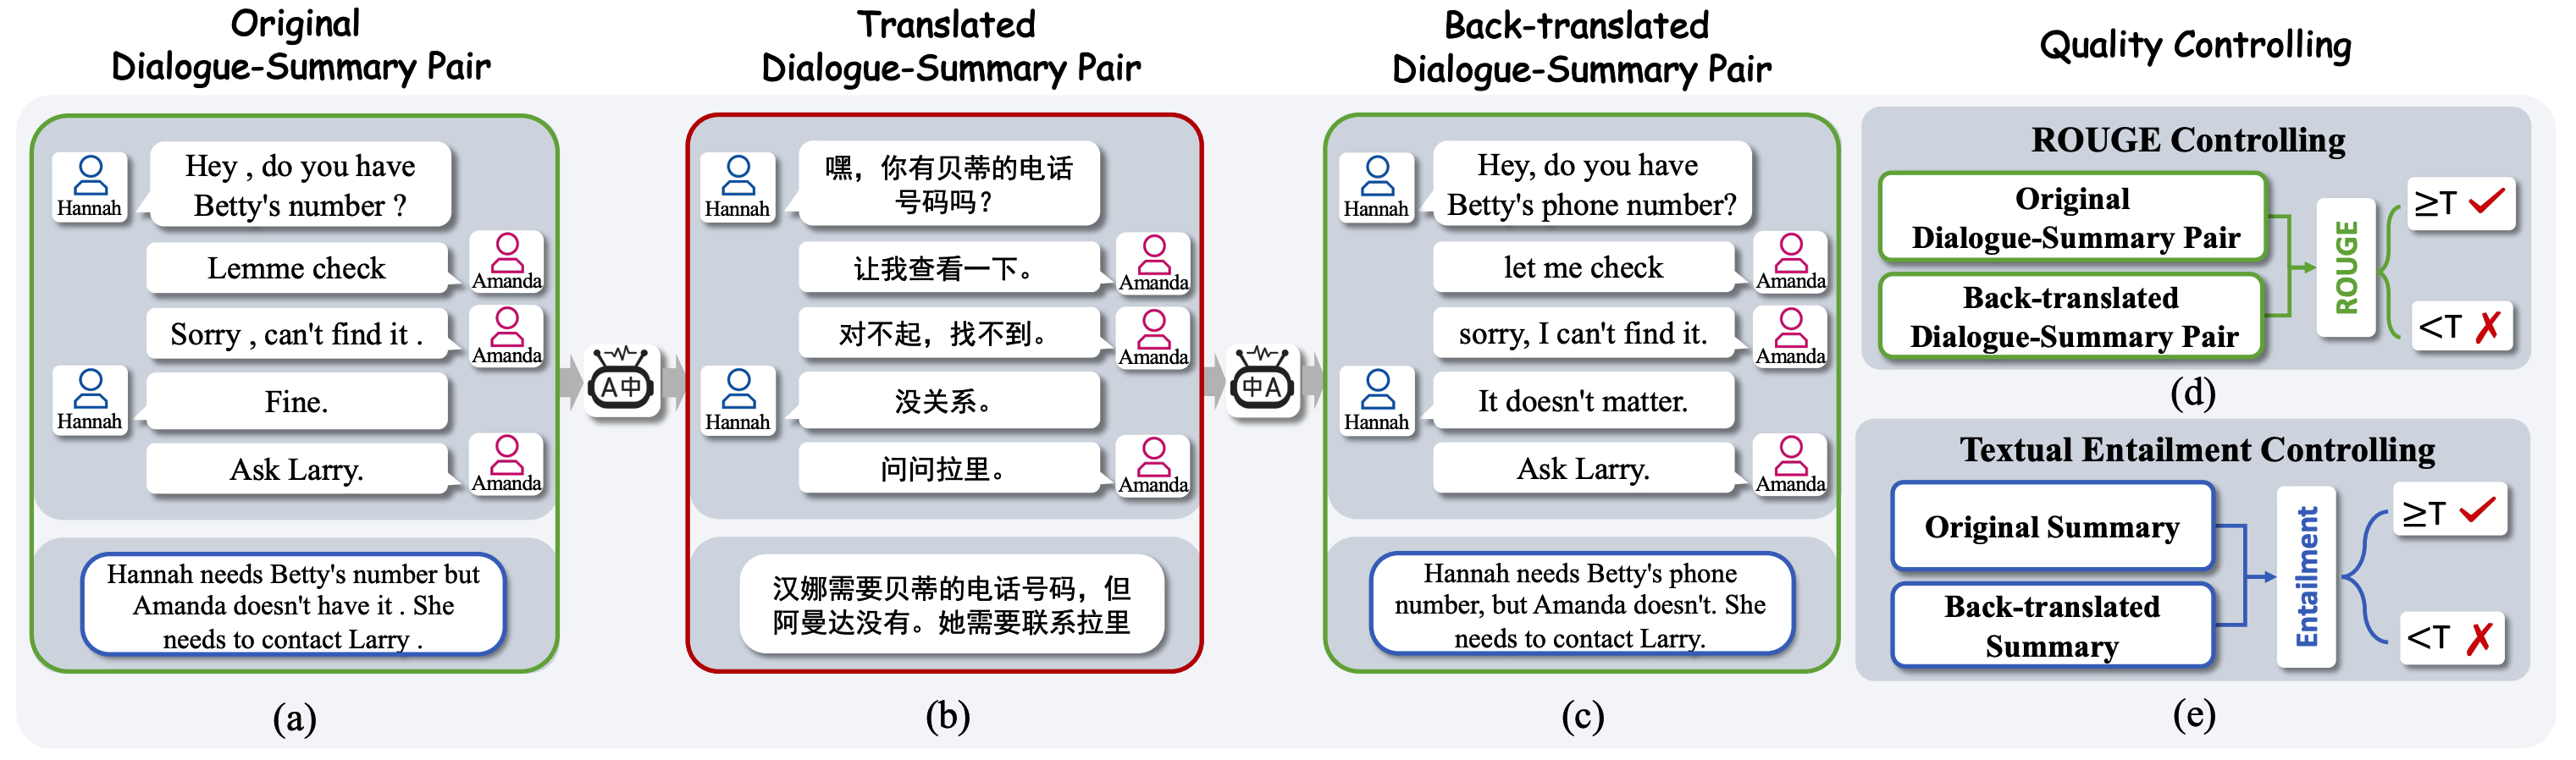 Original
Dialogue-Summary Pair
Translated
Dialogue-Summary Pair
Back-translated
Dialogue-Summary Pair
Quality Controlling
Hannah
Hey , do you have
Betty's number ?
Lemme check
Amanda
Sorry , can't find it .
Amanda
Hannah
Fine.
Ask Larry.
Amanda
Hannah needs Betty's number but
Amanda doesn't have it . She
needs to contact Larry .
(a)
A中
Hannah
嘿，你有贝蒂的电话
号码吗？
让我查看一下。
Amanda
对不起，找不到。
Amanda
Hannah
没关系。
问问拉里。
Amanda
汉娜需要贝蒂的电话号码，但
阿曼达没有。她需要联系拉里
(b)
中A
Hannah
Hey, do you have
Betty's phone number?
let me check
Amanda
sorry, I can't find it.
Amanda
Hannah
It doesn't matter.
Ask Larry.
Amanda
Hannah needs Betty's phone
number, but Amanda doesn't. She
needs to contact Larry.
(c)
ROUGE Controlling
Original
Dialogue-Summary Pair
Back-translated
Dialogue-Summary Pair
ROUGE
≥T ✓
<T ✗
(d)
Textual Entailment Controlling
Original Summary
Back-translated
Summary
Entailment
≥T ✓
<T ✗
(e)